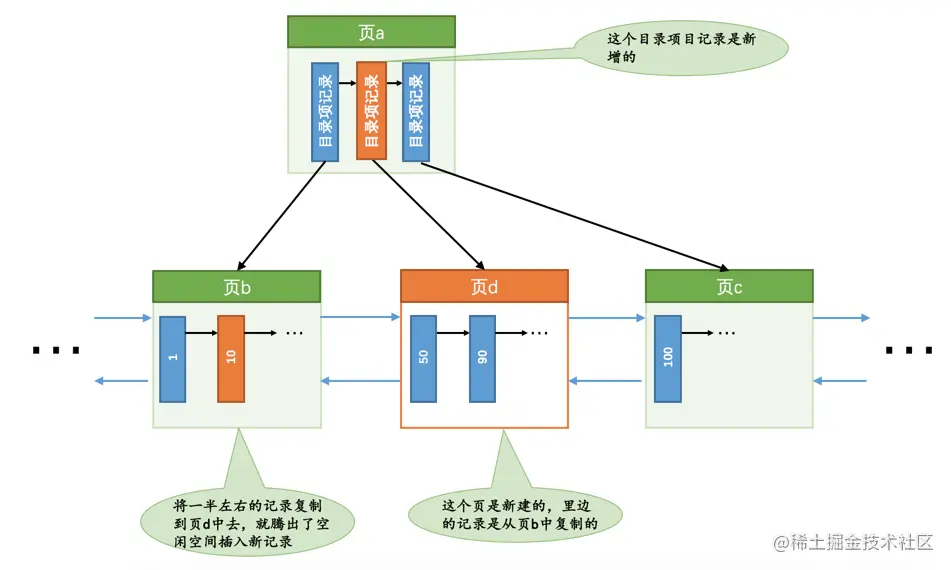 页a
这个目录项目记录是新
增的
目录项记录
目录项记录
目录项记录
页b
页d
页c
1
10
...
50
90
...
100
...
...
...
将一半左右的记录复制
到页d中去，就腾出了空
闲空间插入新记录
这个页是新建的，里边
的记录是从页b中复制的
@稀土掘金技术社区